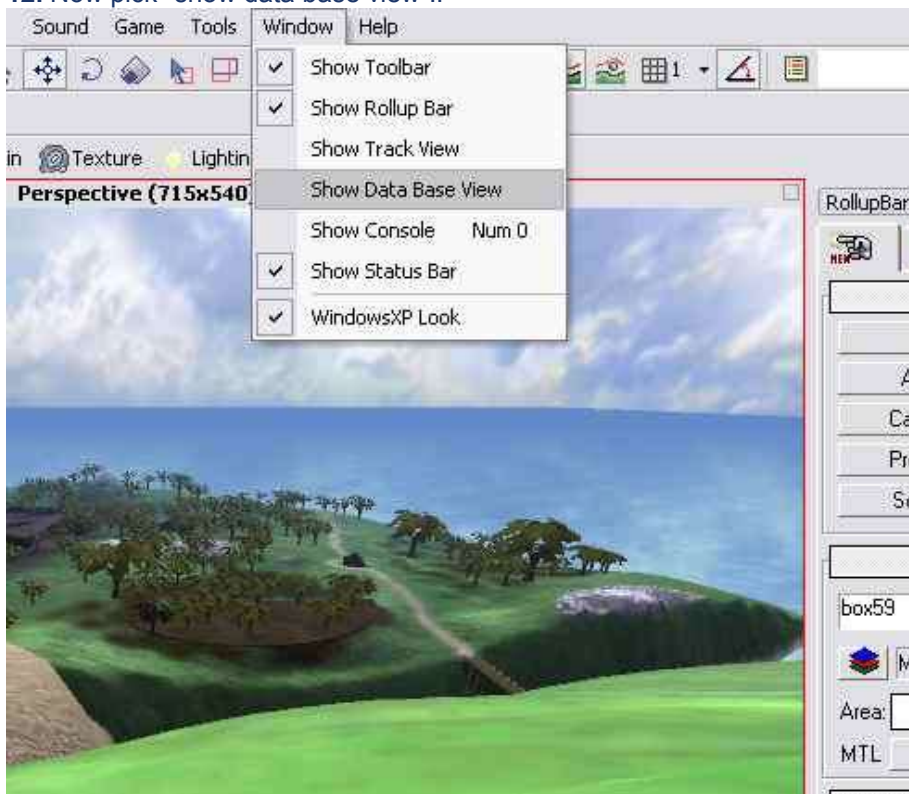 12. Now pick "show data base view"..
Sound Game Tools Window Help
Show Toolbar
1
Show Rollup Bar
Show Track View
Texture
Perspective (715x540)
Show Data Base View
RollupBar
Show Console Num 0
NEW
Show Status Bar
WindowsXP Look
box59
Area:
MTL